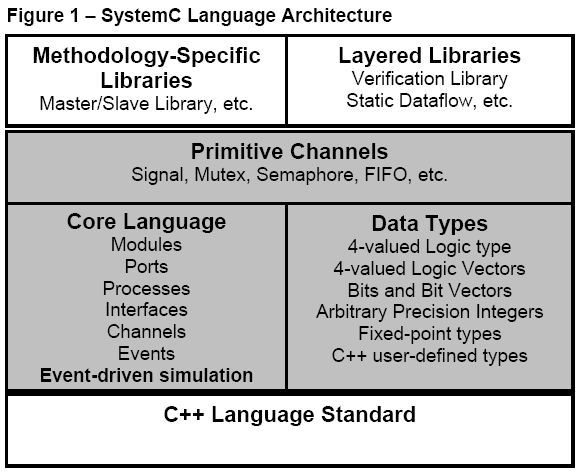 Figure 1 – SystemC Language Architecture
Methodology-Specific
Libraries
Master/Slave Library, etc.
Layered Libraries
Verification Library
Static Dataflow, etc.
Primitive Channels
Signal, Mutex, Semaphore, FIFO, etc.
Core Language
Modules
Ports
Processes
Interfaces
Channels
Events
Event-driven simulation
Data Types
4-valued Logic type
4-valued Logic Vectors
Bits and Bit Vectors
Arbitrary Precision Integers
Fixed-point types
C++ user-defined types
C++ Language Standard